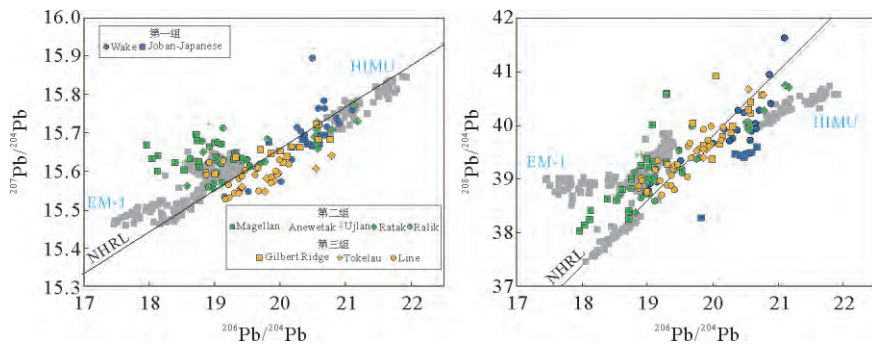 16.0
15.9
15.8
15.7
15.6
15.5
15.4
15.3
²⁰⁷Pb/²⁰⁴Pb
第一组
Wake Joban-Japanese
HIMU
EM-1
NHRL
第二组
Magellan Anewetak Ujlan Ratak Ralik
第三组
Gilbert Ridge Tokelau Line
17 18 19 20 21 22
²⁰⁶Pb/²⁰⁴Pb
42
41
40
39
38
37
²⁰⁸Pb/²⁰⁴Pb
HIMU
EM-1
NHRL
17 18 19 20 21 22
²⁰⁶Pb/²⁰⁴Pb